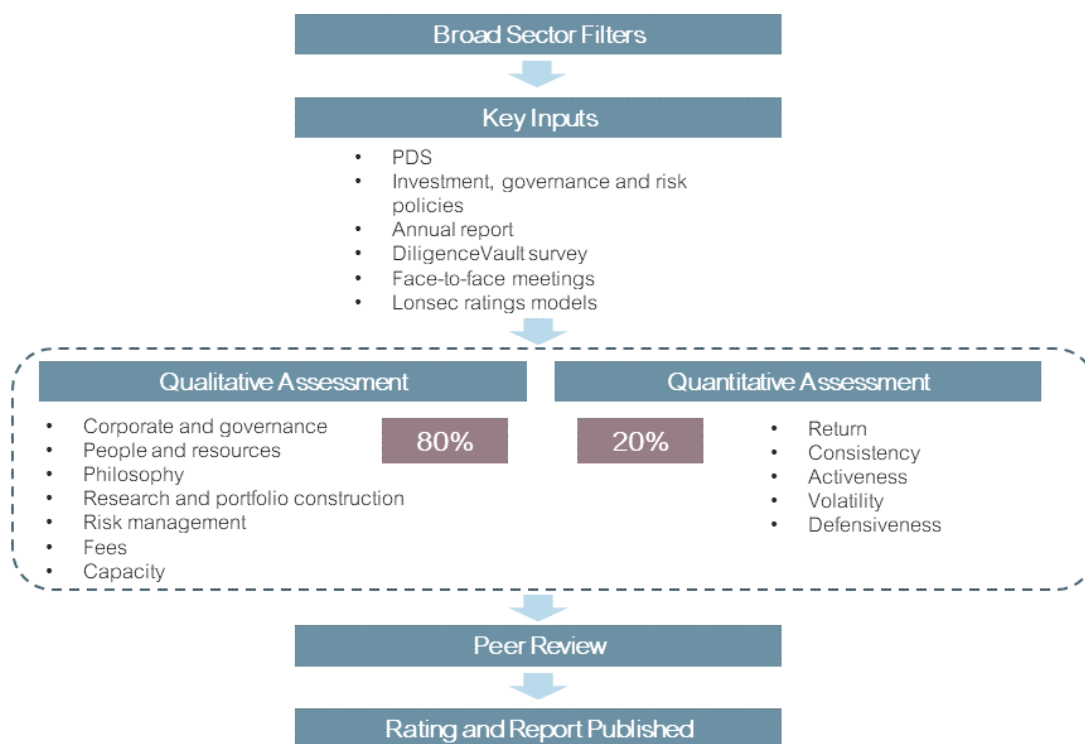 Broad Sector Filters
Key Inputs
• PDS
• Investment, governance and risk
policies
• Annual report
• DiligenceVault survey
• Face-to-face meetings
• Lonsec ratings models
Qualitative Assessment
80%
• Corporate and governance
• People and resources
• Philosophy
• Research and portfolio construction
• Risk management
• Fees
• Capacity
Quantitative Assessment
20%
• Return
• Consistency
• Activeness
• Volatility
• Defensiveness
Peer Review
Rating and Report Published